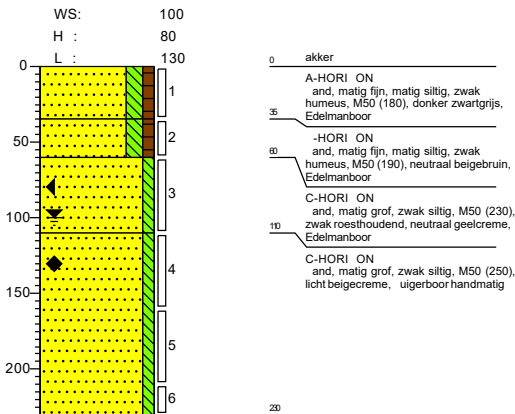 WS: 100
H : 80
L : 130
0
50
100
150
200
1
2
3
4
5
6
0 akker
A-HORI ON
and, matig fijn, matig siltig, zwak
humeus, M50 (180), donker zwartgrijs,
Edelmanboor
35
-HORI ON
and, matig fijn, matig siltig, zwak
humeus, M50 (190), neutraal beigebruin,
Edelmanboor
60
C-HORI ON
and, matig grof, zwak siltig, M50 (230),
zwak roesthoudend, neutraal geelcreme,
Edelmanboor
110
C-HORI ON
and, matig grof, zwak siltig, M50 (250),
licht beigecreme, uigerboor handmatig
230